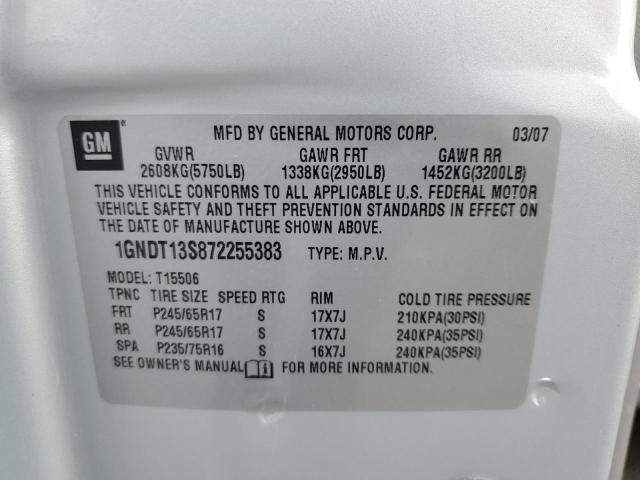 GM
MFD BY GENERAL MOTORS CORP. 03/07
GVWR GAWR FRT GAWR RR
2608KG(5750LB) 1338KG(2950LB) 1452KG(3200LB)
THIS VEHICLE CONFORMS TO ALL APPLICABLE U.S. FEDERAL MOTOR
VEHICLE SAFETY AND THEFT PREVENTION STANDARDS IN EFFECT ON
THE DATE OF MANUFACTURE SHOWN ABOVE.
1GNDT13S872255383 TYPE: M.P.V.
MODEL: T15506
TPNC TIRE SIZE SPEED RTG RIM COLD TIRE PRESSURE
FRT P245/65R17 S 17X7J 210KPA(30PSI)
RR P245/65R17 S 17X7J 240KPA(35PSI)
SPA P235/75R16 S 16X7J 240KPA(35PSI)
SEE OWNER'S MANUAL FOR MORE INFORMATION.